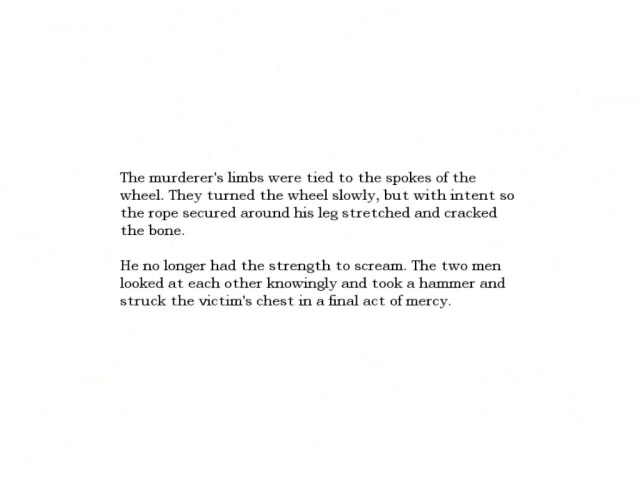 The murderer's limbs were tied to the spokes of the
wheel. They turned the wheel slowly, but with intent so
the rope secured around his leg stretched and cracked
the bone.
He no longer had the strength to scream. The two men
looked at each other knowingly and took a hammer and
struck the victim's chest in a final act of mercy.